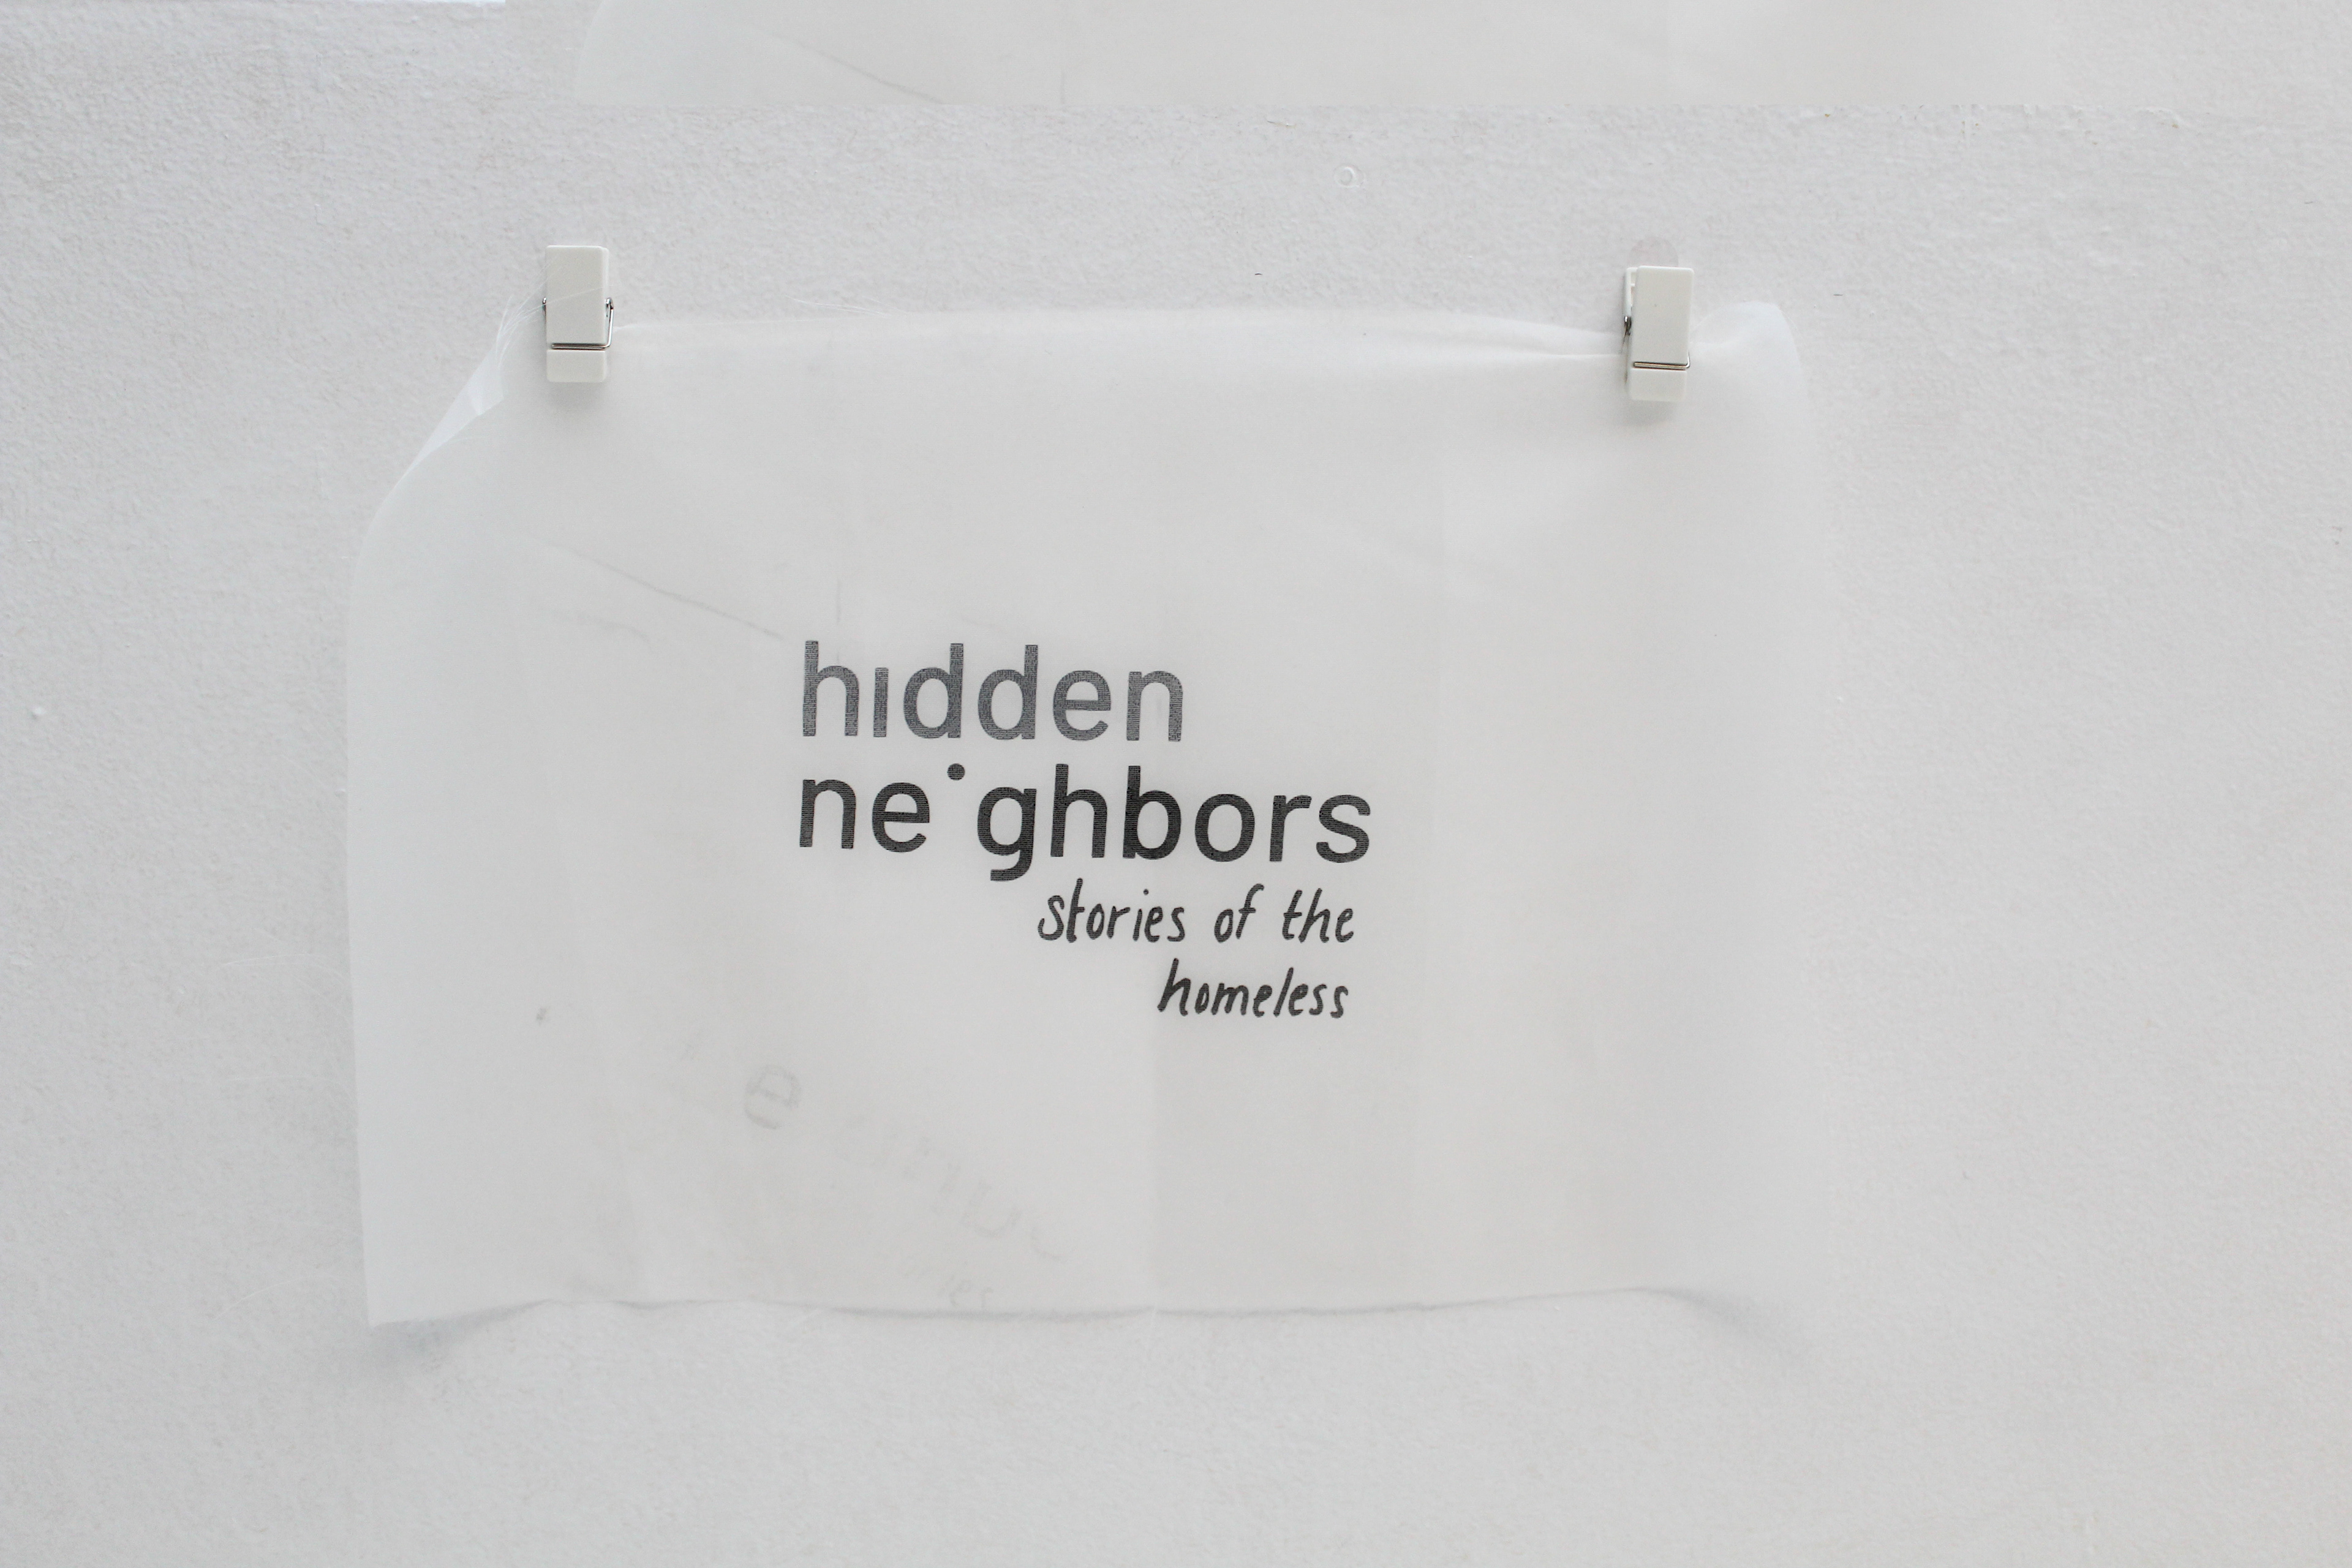 hıdden
ne˙ghbors
stories of the
homeless